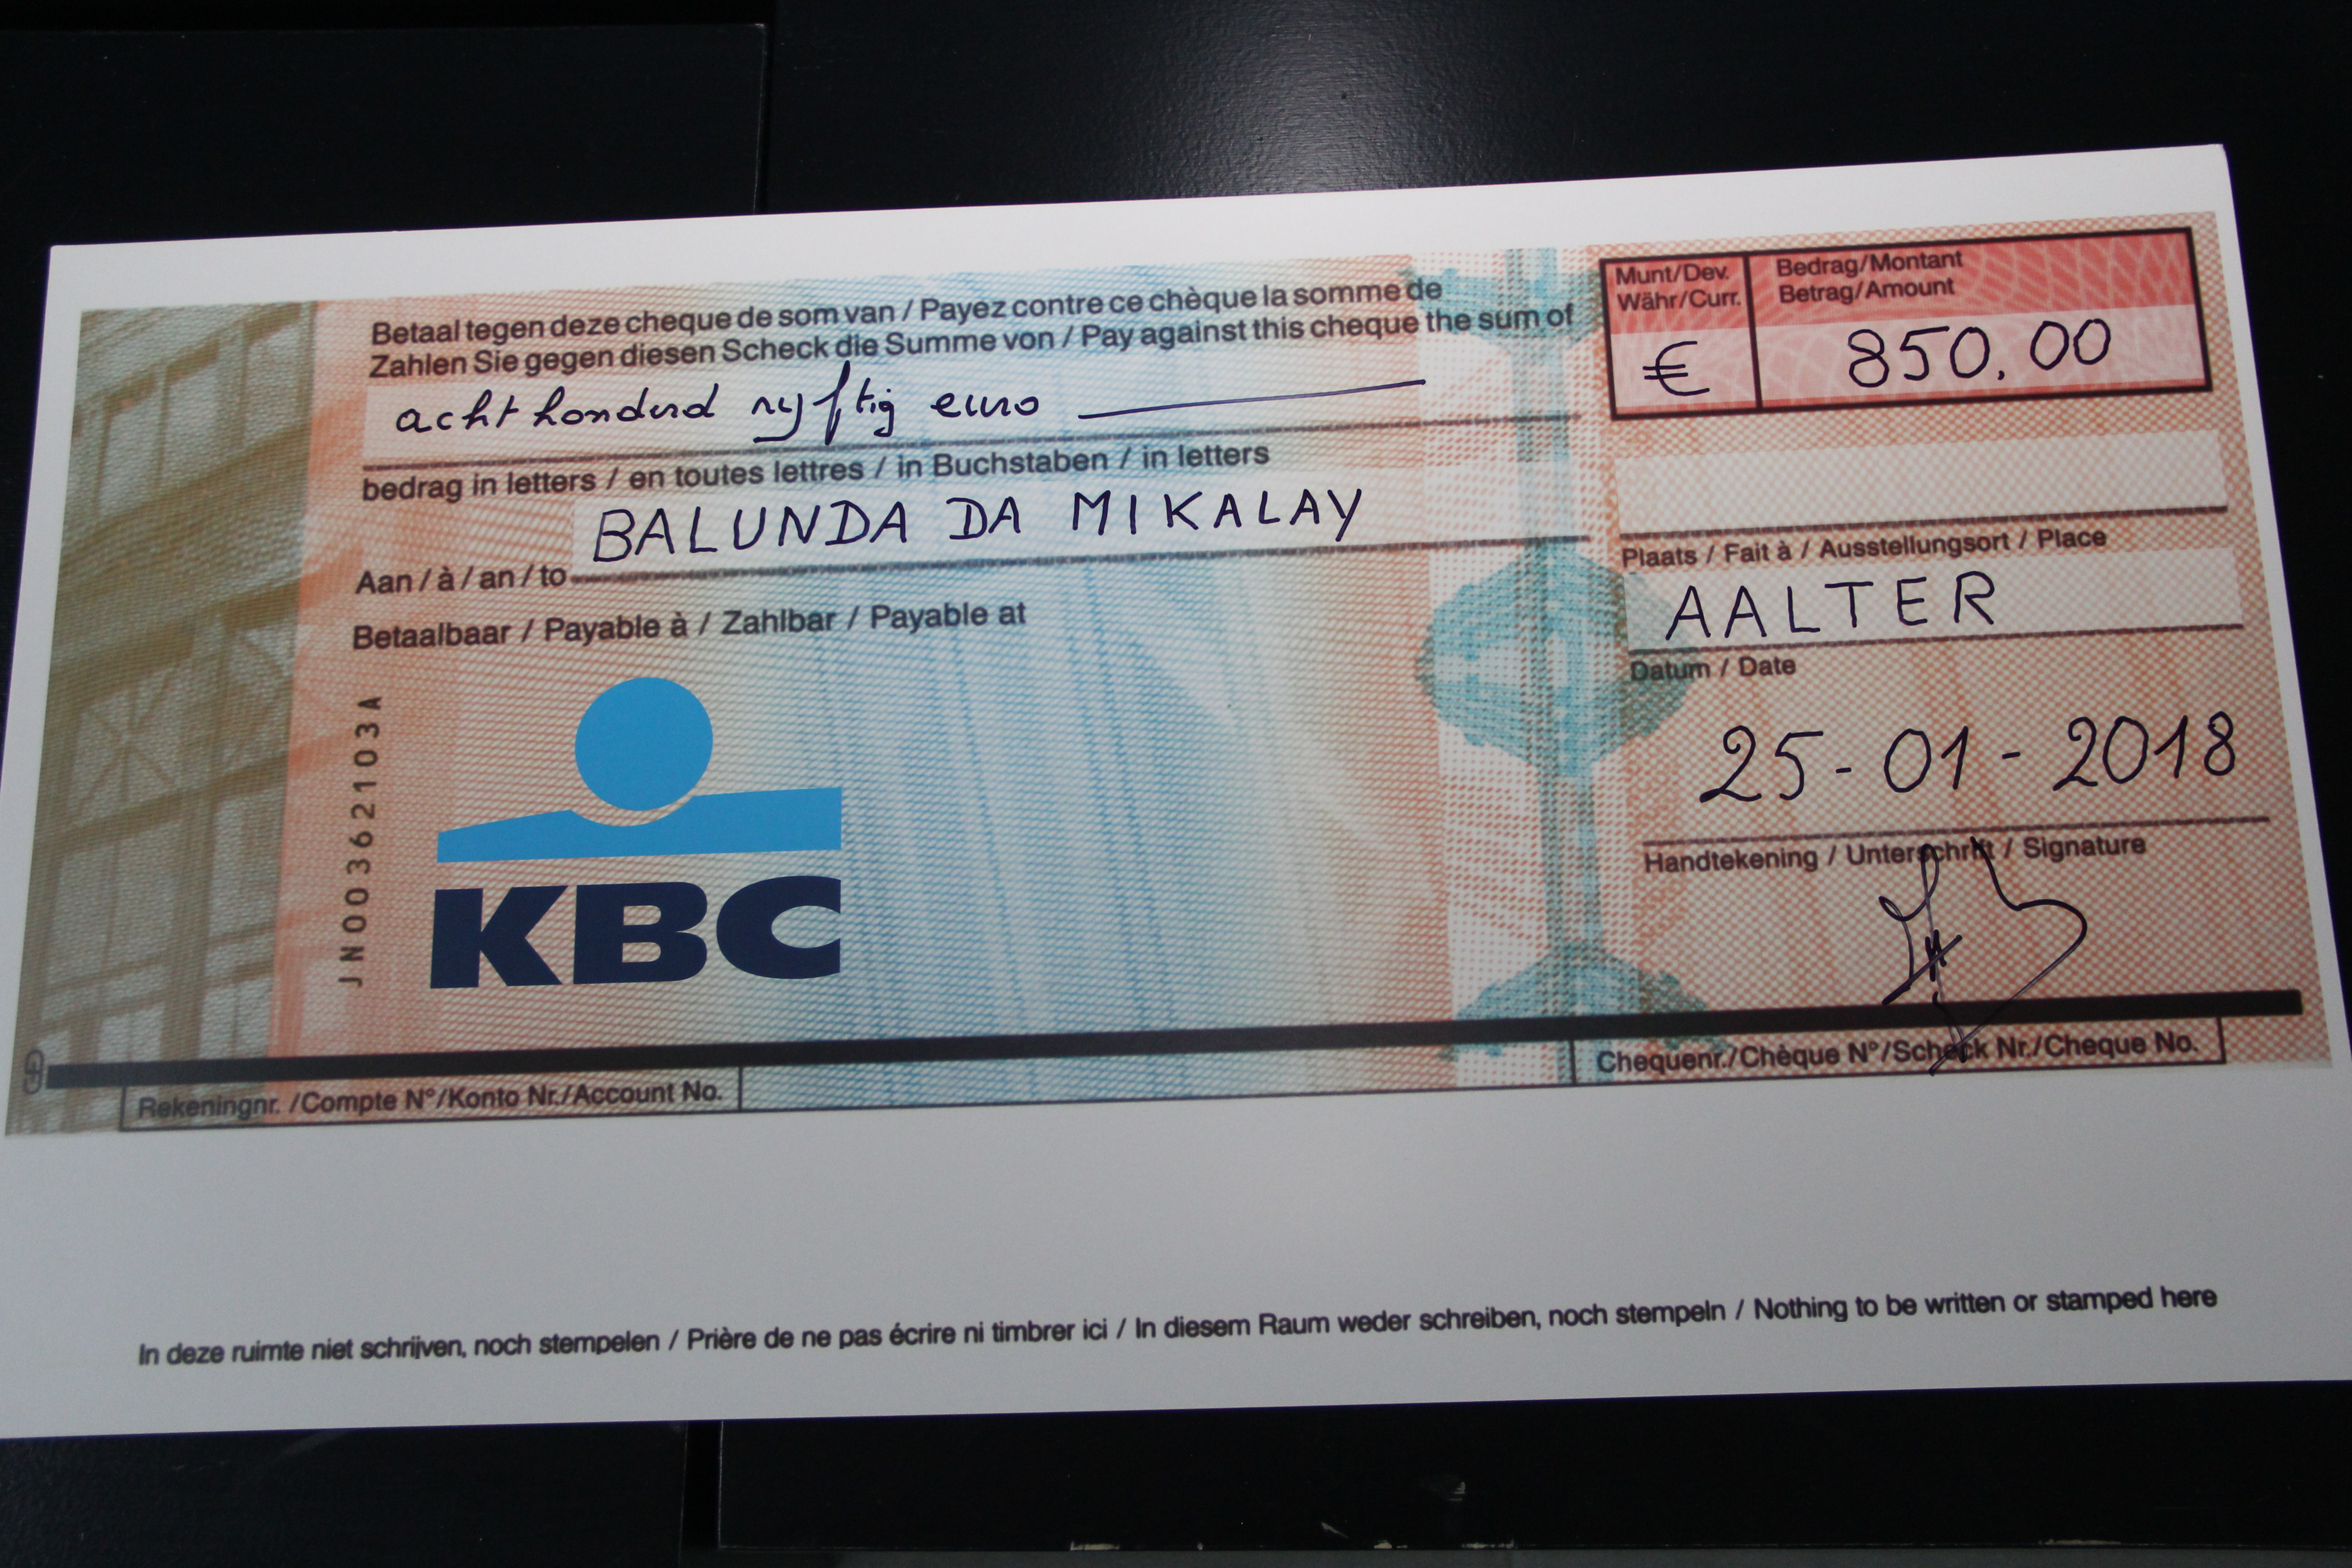 Betaal tegen deze cheque de som van / Payez contre ce chèque la somme de
Zahlen Sie gegen diesen Scheck die Summe von / Pay against this cheque the sum of
acht honderd vyftig euro
bedrag in letters / en toutes lettres / in Buchstaben / in letters
BALUNDA DA MIKALAY
Aan / à / an / to
Betaalbaar / Payable à / Zahlbar / Payable at
JN00362103A
KBC
Munt/Dev.
Währ/Curr.
€
Bedrag/Montant
Betrag/Amount
850,00
Plaats / Fait à / Ausstellungsort / Place
AALTER
Datum / Date
25-01-2018
Handtekening / Unterschrift / Signature
Rekeningnr. /Compte N°/Konto Nr./Account No.
Chequenr./Chèque N°/Scheck Nr./Cheque No.
In deze ruimte niet schrijven, noch stempelen / Prière de ne pas écrire ni timbrer ici / In diesem Raum weder schreiben, noch stempeln / Nothing to be written or stamped here